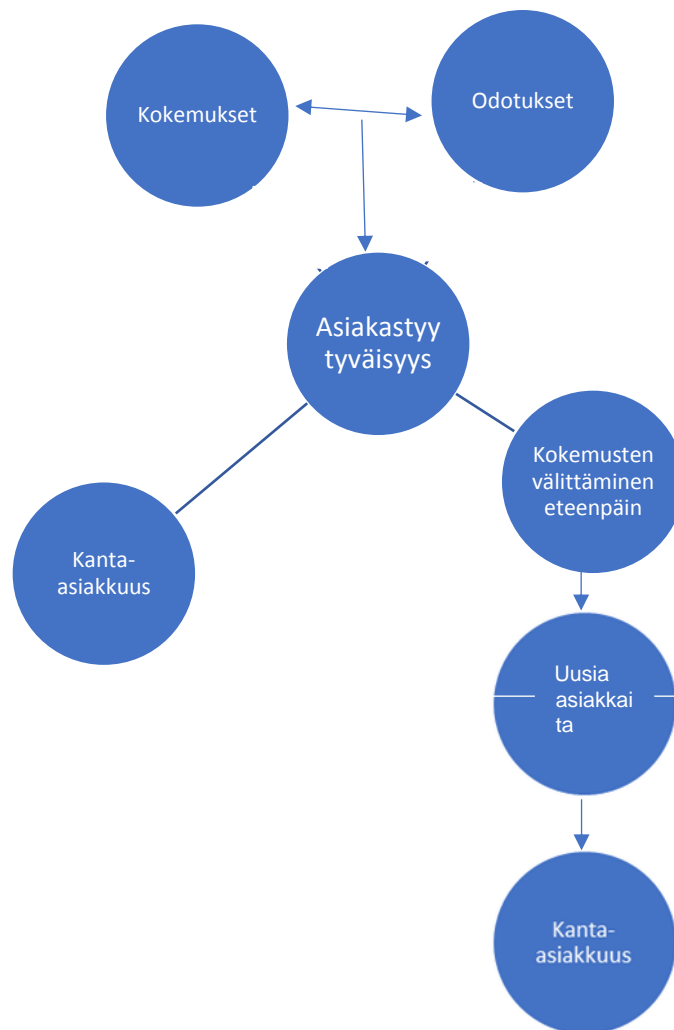 Kokemukset
Odotukset
Asiakastyy
tyväisyys
Kokemusten
välittäminen
eteenpäin
Kanta-
asiakkuus
Uusia
asiakkai
ta
Kanta-
asiakkuus